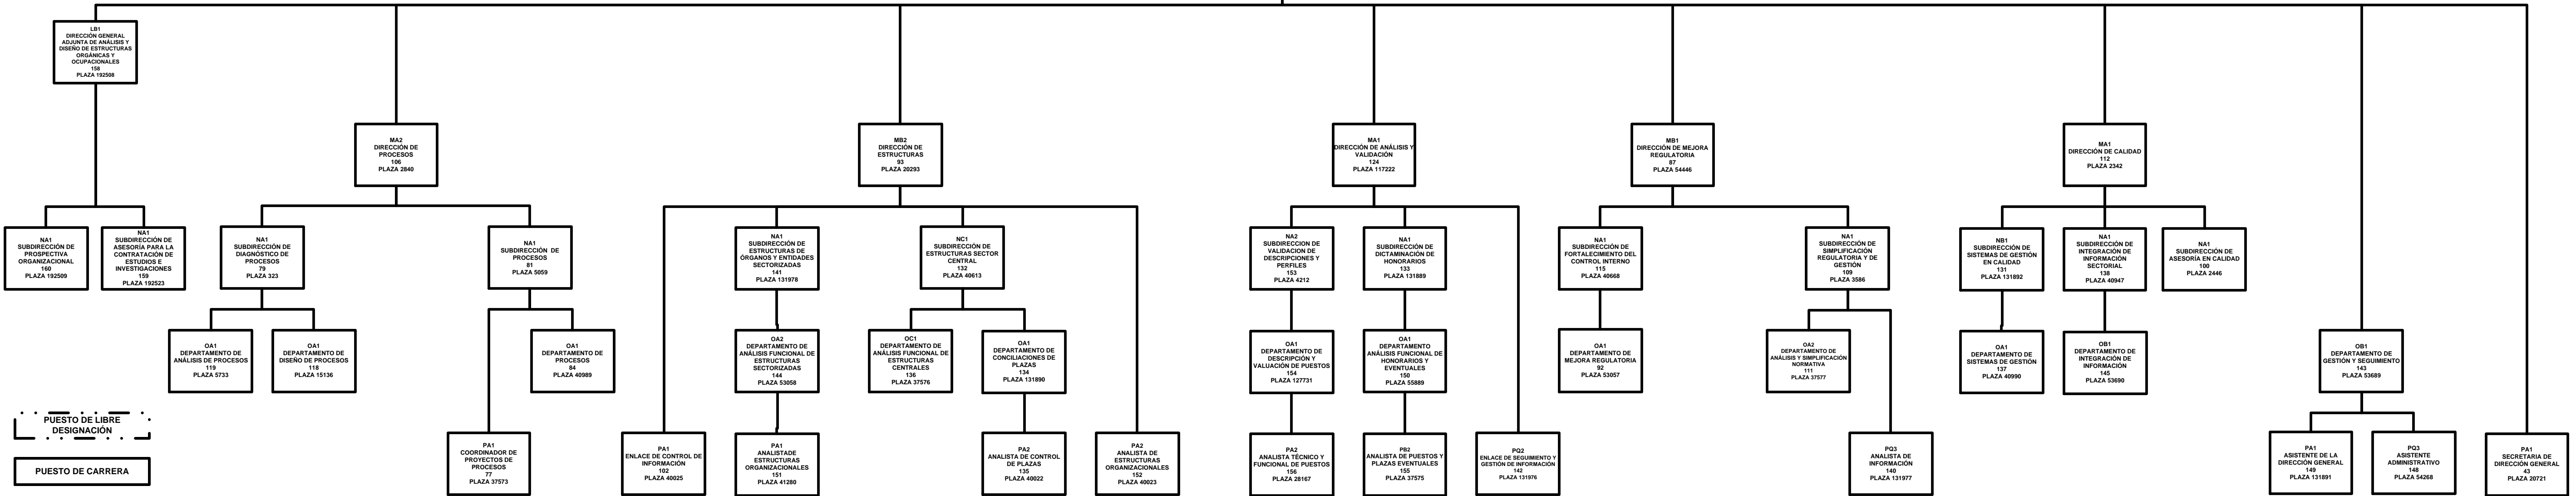 LB1
DIRECCIÓN GENERAL
ADJUNTA DE ANÁLISIS Y
DISEÑO DE ESTRUCTURAS
ORGÁNICAS Y
OCUPACIONALES
158
PLAZA 192508
MA2
DIRECCIÓN DE
PROCESOS
106
PLAZA 2840
MB2
DIRECCIÓN DE
ESTRUCTURAS
93
PLAZA 20293
MA1
DIRECCIÓN DE ANÁLISIS Y
VALIDACIÓN
124
PLAZA 117222
MB1
DIRECCIÓN DE MEJORA
REGULATORIA
87
PLAZA 54446
MA1
DIRECCIÓN DE CALIDAD
112
PLAZA 2342
NA1
SUBDIRECCIÓN DE
PROSPECTIVA
ORGANIZACIONAL
160
PLAZA 192509
NA1
SUBDIRECCIÓN DE
ASESORÍA PARA LA
CONTRATACIÓN DE
ESTUDIOS E
INVESTIGACIONES
159
PLAZA 192523
NA1
SUBDIRECCIÓN DE
DIAGNÓSTICO DE
PROCESOS
79
PLAZA 323
NA1
SUBDIRECCIÓN DE
PROCESOS
81
PLAZA 5059
NA1
SUBDIRECCIÓN DE
ESTRUCTURAS DE
ÓRGANOS Y ENTIDADES
SECTORIZADAS
141
PLAZA 131978
NC1
SUBDIRECCIÓN DE
ESTRUCTURAS SECTOR
CENTRAL
132
PLAZA 40613
NA2
SUBDIRECCION DE
VALIDACION DE
DESCRIPCIONES Y
PERFILES
153
PLAZA 4212
NA1
SUBDIRECCIÓN DE
DICTAMINACIÓN DE
HONORARIOS
133
PLAZA 131889
NA1
SUBDIRECCIÓN DE
FORTALECIMIENTO DEL
CONTROL INTERNO
115
PLAZA 40668
NA1
SUBDIRECCIÓN DE
SIMPLIFICACIÓN
REGULATORIA Y DE
GESTIÓN
109
PLAZA 3586
NB1
SUBDIRECCIÓN DE
SISTEMAS DE GESTIÓN
EN CALIDAD
131
PLAZA 131892
NA1
SUBDIRECCIÓN DE
INTEGRACIÓN DE
INFORMACIÓN
SECTORIAL
138
PLAZA 40947
NA1
SUBDIRECCIÓN DE
ASESORÍA EN CALIDAD
100
PLAZA 2446
OA1
DEPARTAMENTO DE
ANÁLISIS DE PROCESOS
119
PLAZA 5733
OA1
DEPARTAMENTO DE
DISEÑO DE PROCESOS
118
PLAZA 15136
OA1
DEPARTAMENTO DE
PROCESOS
84
PLAZA 40989
OA2
DEPARTAMENTO DE
ANÁLISIS FUNCIONAL DE
ESTRUCTURAS
SECTORIZADAS
144
PLAZA 53058
OC1
DEPARTAMENTO DE
ANÁLISIS FUNCIONAL DE
ESTRUCTURAS
CENTRALES
136
PLAZA 37576
OA1
DEPARTAMENTO DE
CONCILIACIONES DE
PLAZAS
134
PLAZA 131890
OA1
DEPARTAMENTO DE
DESCRIPCIÓN Y
VALUACIÓN DE PUESTOS
154
PLAZA 127731
OA1
DEPARTAMENTO
ANÁLISIS FUNCIONAL DE
HONORARIOS Y
EVENTUALES
150
PLAZA 55889
OA1
DEPARTAMENTO DE
MEJORA REGULATORIA
92
PLAZA 53057
OA2
DEPARTAMENTO DE
ANÁLISIS Y SIMPLIFICACIÓN
NORMATIVA
111
PLAZA 37577
OA1
DEPARTAMENTO DE
SISTEMAS DE GESTIÓN
137
PLAZA 40990
OB1
DEPARTAMENTO DE
INTEGRACIÓN DE
INFORMACIÓN
145
PLAZA 53690
OB1
DEPARTAMENTO DE
GESTIÓN Y SEGUIMIENTO
143
PLAZA 53689
PUESTO DE LIBRE
DESIGNACIÓN
PUESTO DE CARRERA
PA1
COORDINADOR DE
PROYECTOS DE
PROCESOS
77
PLAZA 37573
PA1
ENLACE DE CONTROL DE
INFORMACIÓN
102
PLAZA 40025
PA1
ANALISTADE
ESTRUCTURAS
ORGANIZACIONALES
151
PLAZA 41280
PA2
ANALISTA DE CONTROL
DE PLAZAS
135
PLAZA 40022
PA2
ANALISTA DE
ESTRUCTURAS
ORGANIZACIONALES
152
PLAZA 40023
PA2
ANALISTA TÉCNICO Y
FUNCIONAL DE PUESTOS
156
PLAZA 28167
PB2
ANALISTA DE PUESTOS Y
PLAZAS EVENTUALES
155
PLAZA 37575
PQ2
ENLACE DE SEGUIMIENTO Y
GESTIÓN DE INFORMACIÓN
142
PLAZA 131976
PQ3
ANALISTA DE
INFORMACIÓN
140
PLAZA 131977
PA1
ASISTENTE DE LA
DIRECCIÓN GENERAL
149
PLAZA 131891
PQ3
ASISTENTE
ADMINISTRATIVO
148
PLAZA 54268
PA1
SECRETARIA DE
DIRECCIÓN GENERAL
43
PLAZA 20721